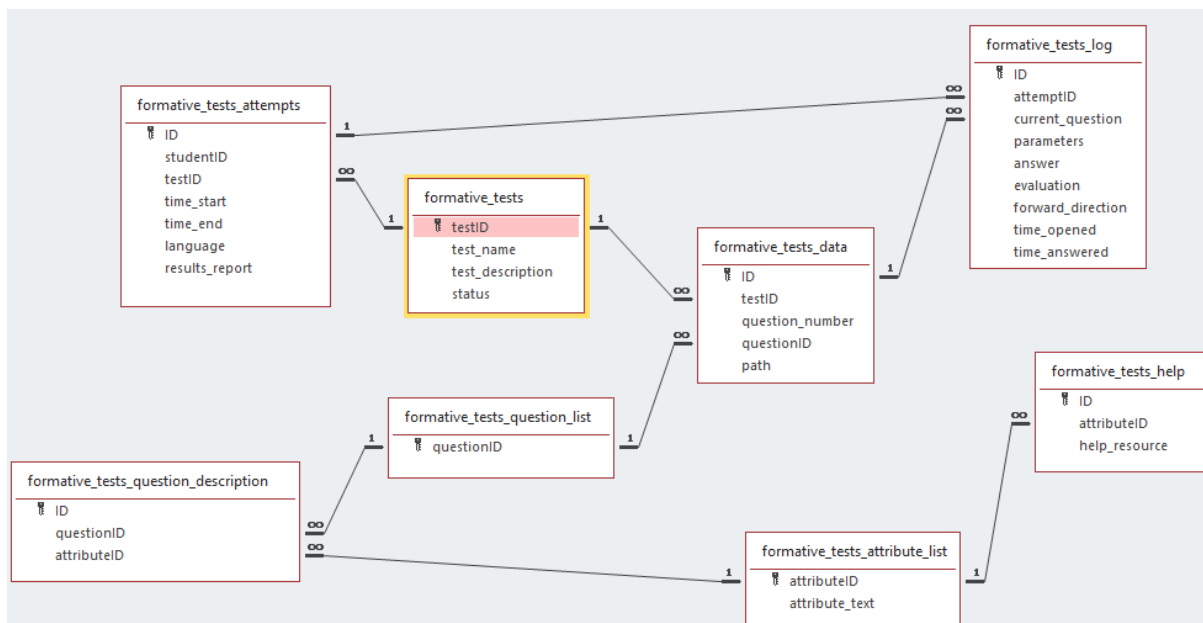 formative_tests_log
ID
attemptID
current_question
parameters
answer
evaluation
forward_direction
time_opened
time_answered
formative_tests_attempts
ID
studentID
testID
time_start
time_end
language
results_report
formative_tests
testID
test_name
test_description
status
formative_tests_data
ID
testID
question_number
questionID
path
formative_tests_help
ID
attributeID
help_resource
formative_tests_question_list
questionID
formative_tests_question_description
ID
questionID
attributeID
formative_tests_attribute_list
attributeID
attribute_text
1
∞
∞
1
∞
1
1
∞
1
∞
1
1
∞
∞
1
1
∞